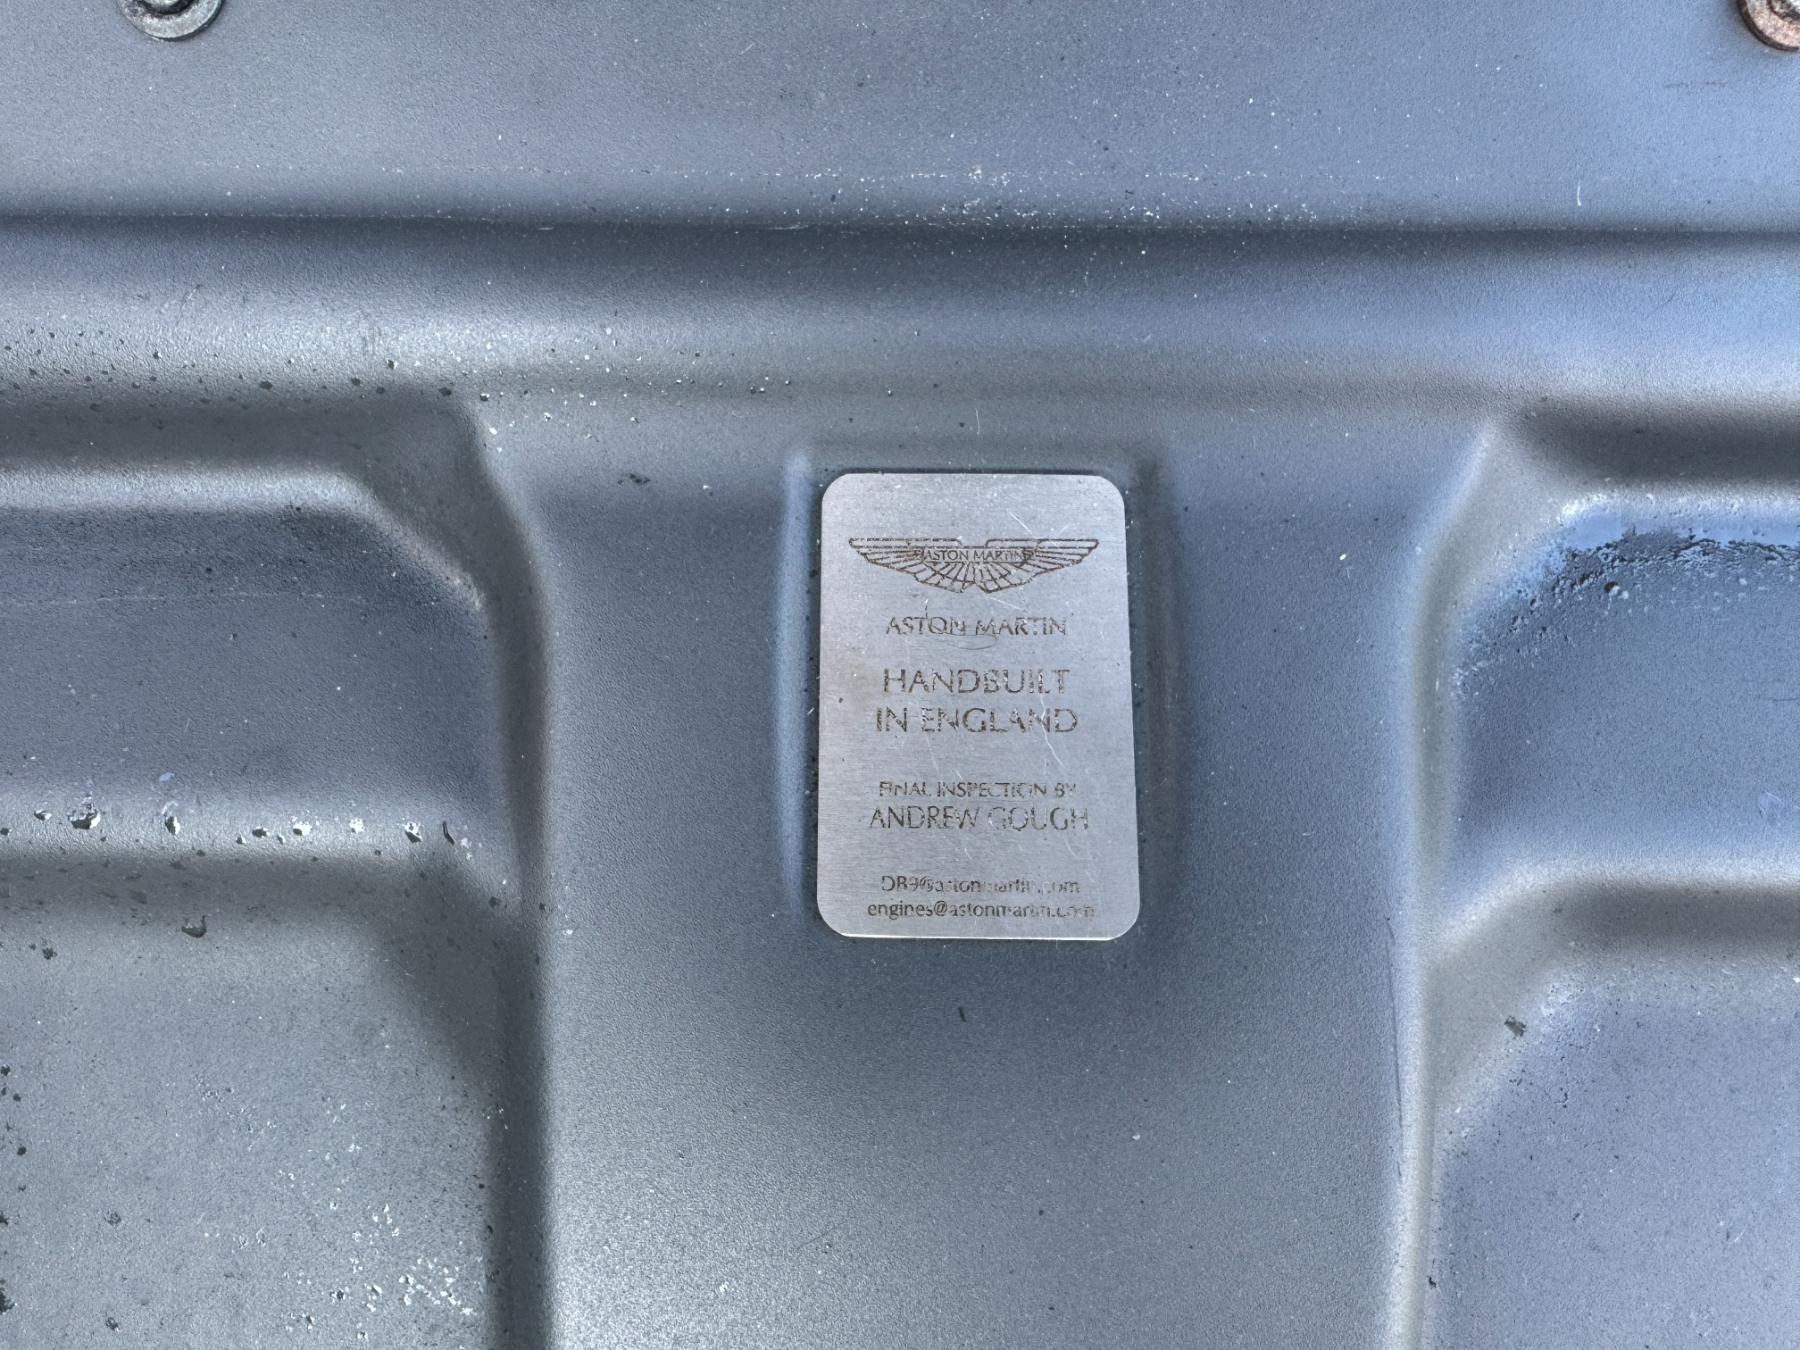 ASTON MARTIN
ASTON MARTIN
HANDBUILT
IN ENGLAND
FINAL INSPECTION BY
ANDREW GOUGH
DB9@astonmartin.com
engines@astonmartin.com